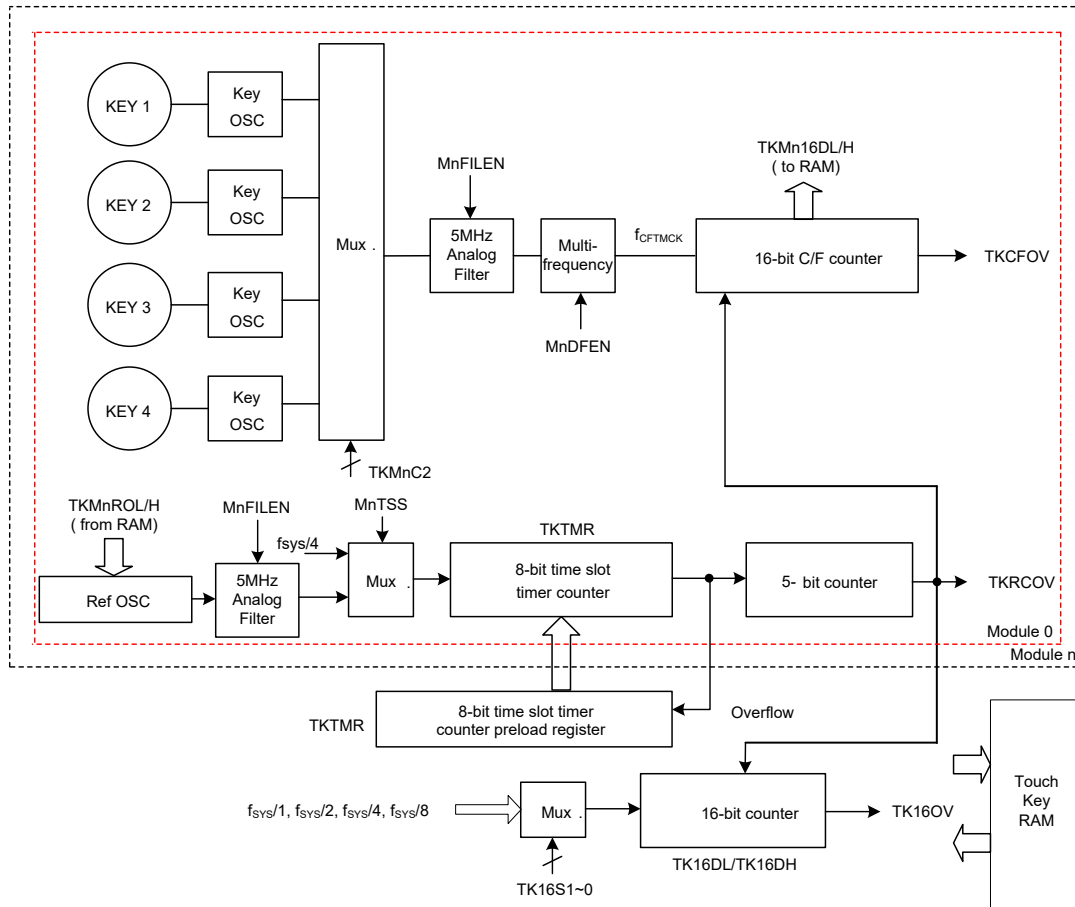 KEY 1
Key
OSC
KEY 2
Key
OSC
KEY 3
Key
OSC
KEY 4
Key
OSC
Mux .
TKMnC2
MnFILEN
5MHz
Analog
Filter
Multi-
frequency
MnDFEN
fCFTMCK
TKMn16DL/H
( to RAM)
16-bit C/F counter
TKCFOV
TKMnROL/H
( from RAM)
Ref OSC
MnFILEN
5MHz
Analog
Filter
fsys/4
MnTSS
Mux .
TKTMR
8-bit time slot
timer counter
5- bit counter
TKRCOV
Module 0
Module n
TKTMR
8-bit time slot timer
counter preload register
Overflow
fSYS/1, fSYS/2, fSYS/4, fSYS/8
Mux .
TK16S1~0
16-bit counter
TK16DL/TK16DH
TK16OV
Touch
Key
RAM